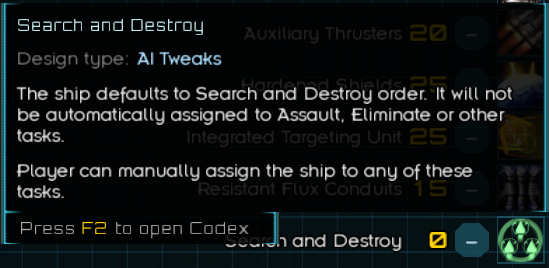 Search and Destroy
Design type: AI Tweaks
The ship defaults to Search and Destroy order. It will not
be automatically assigned to Assault, Eliminate or other
tasks.
Player can manually assign the ship to any of these
tasks.
Press F2 to open Codex
Auxiliary Thrusters 20 –
Hardened Shields
Integrated Targeting Unit 25 –
Resistant Flux Conduits 15 –
Search and Destroy 0 –